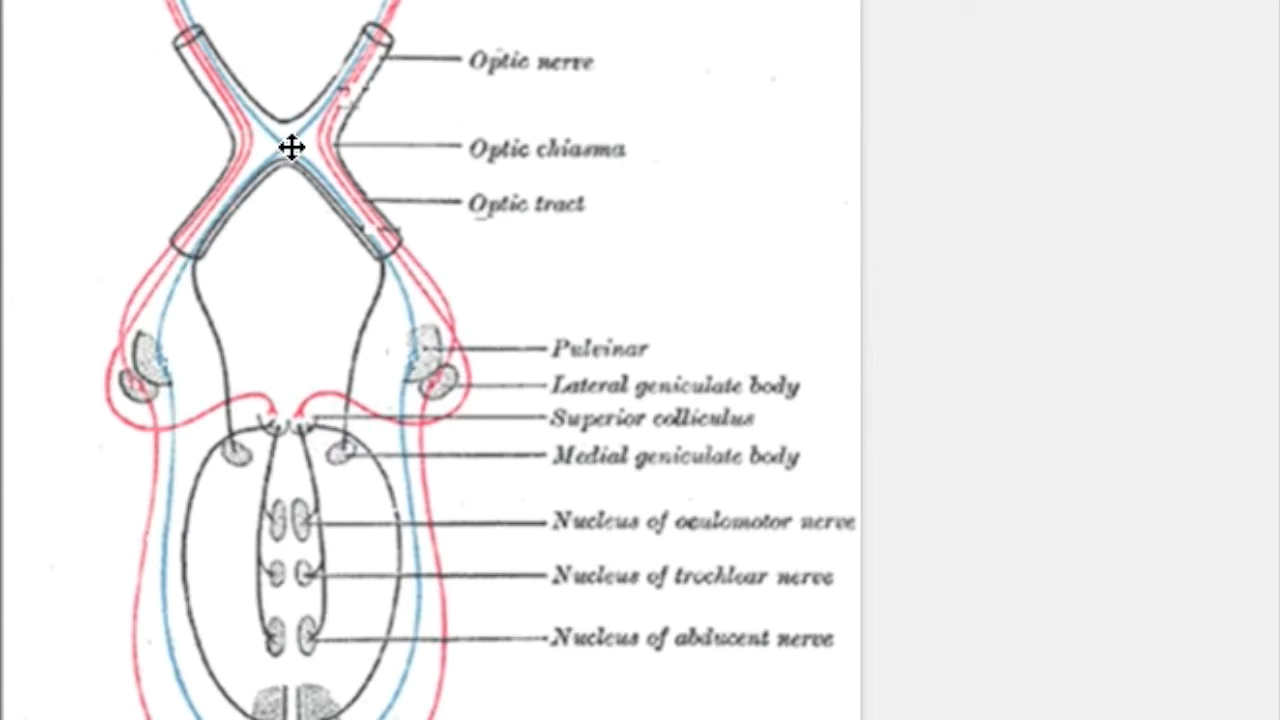 Optic nerve
Optic chiasma
Optic tract
Pulvinar
Lateral geniculate body
Superior colliculus
Medial geniculate body
Nucleus of oculomotor nerve
Nucleus of trochlear nerve
Nucleus of abducent nerve